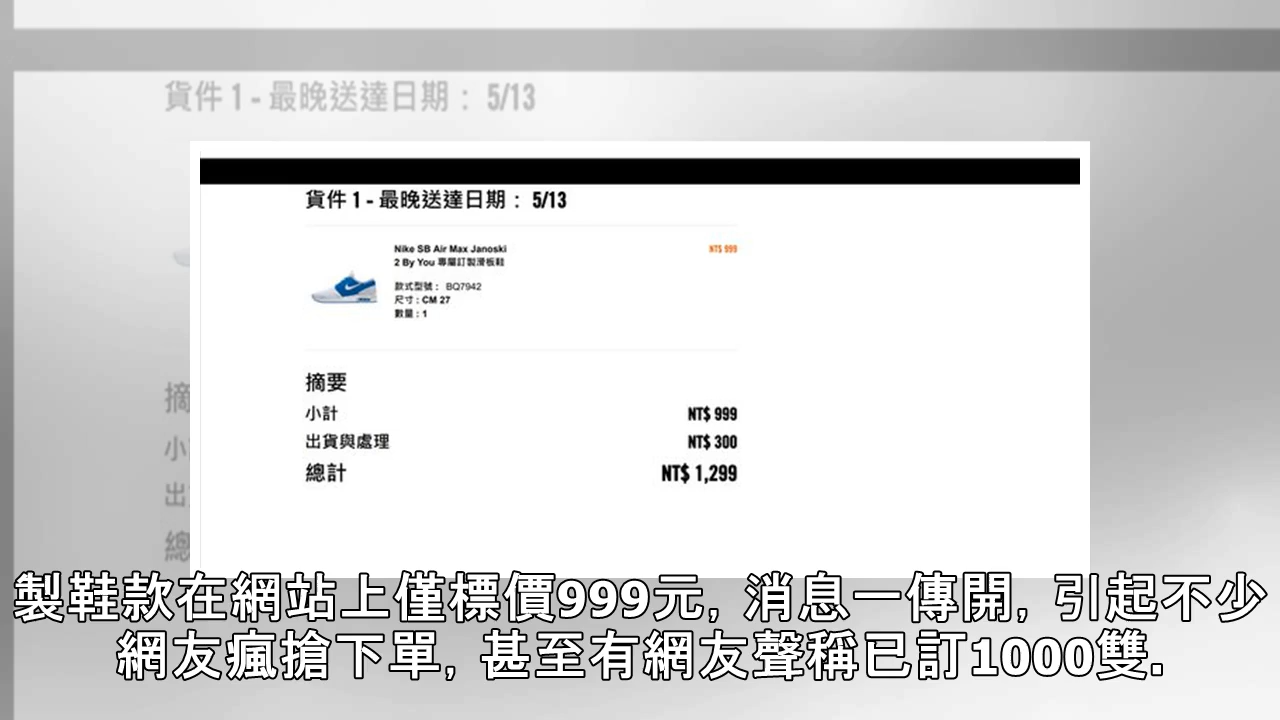 貨件 1 - 最晚送達日期： 5/13
貨件 1 - 最晚送達日期： 5/13
Nike SB Air Max Janoski
2 By You 專屬訂製滑板鞋
NT$ 999
款式型號： BQ7942
尺寸 : CM 27
數量 : 1
摘要
小計
NT$ 999
出貨與處理
NT$ 300
總計
NT$ 1,299
摘
小
出
總
製鞋款在網站上僅標價999元, 消息一傳開, 引起不少
網友瘋搶下單, 甚至有網友聲稱已訂1000雙.